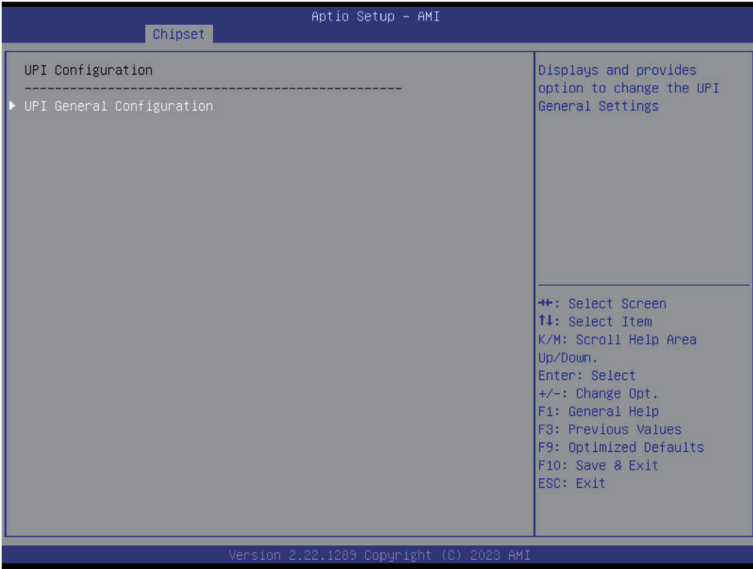 Aptio Setup – AMI
Chipset
UPI Configuration
--------------------------------------------------
UPI General Configuration
Displays and provides
option to change the UPI
General Settings
→←: Select Screen
↑↓: Select Item
K/M: Scroll Help Area
Up/Down.
Enter: Select
+/-: Change Opt.
F1: General Help
F3: Previous Values
F9: Optimized Defaults
F10: Save & Exit
ESC: Exit
Version 2.22.1289 Copyright (C) 2023 AMI